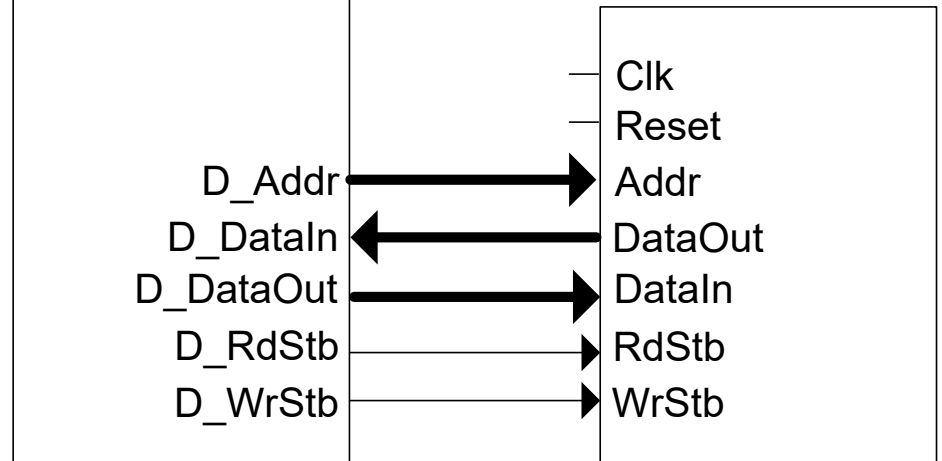 Clk
Reset
D_Addr Addr
D_DataIn DataOut
D_DataOut DataIn
D_RdStb RdStb
D_WrStb WrStb